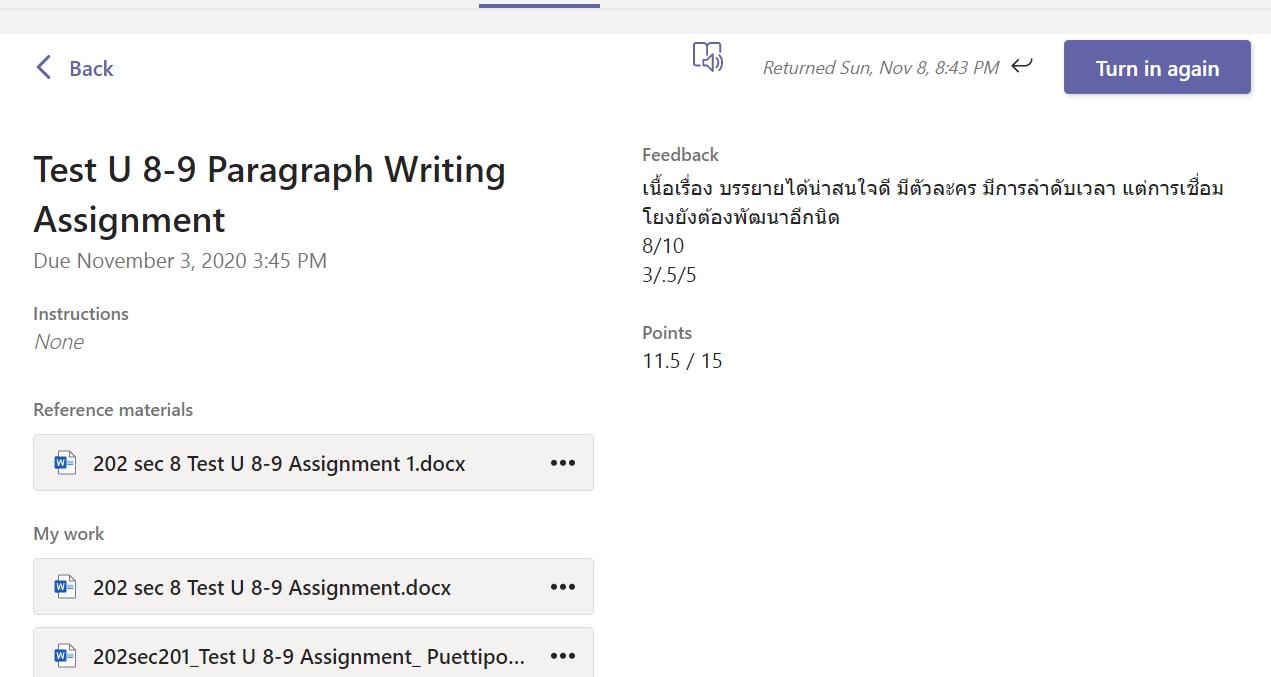 Back
Returned Sun, Nov 8, 8:43 PM
Turn in again
Test U 8-9 Paragraph Writing
Assignment
Due November 3, 2020 3:45 PM
Instructions
None
Reference materials
202 sec 8 Test U 8-9 Assignment 1.docx
My work
202 sec 8 Test U 8-9 Assignment.docx
202sec201_Test U 8-9 Assignment_ Puettipo...
Feedback
เนื้อเรื่อง บรรยายได้น่าสนใจดี มีตัวละคร มีการลำดับเวลา แต่การเชื่อม
โยงยังต้องพัฒนาอีกนิด
8/10
3/.5/5
Points
11.5 / 15